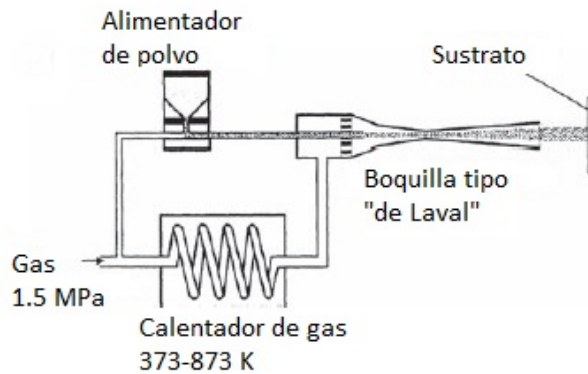 Alimentador
de polvo
Sustrato
Boquilla tipo
"de Laval"
Gas
1.5 MPa
Calentador de gas
373-873 K